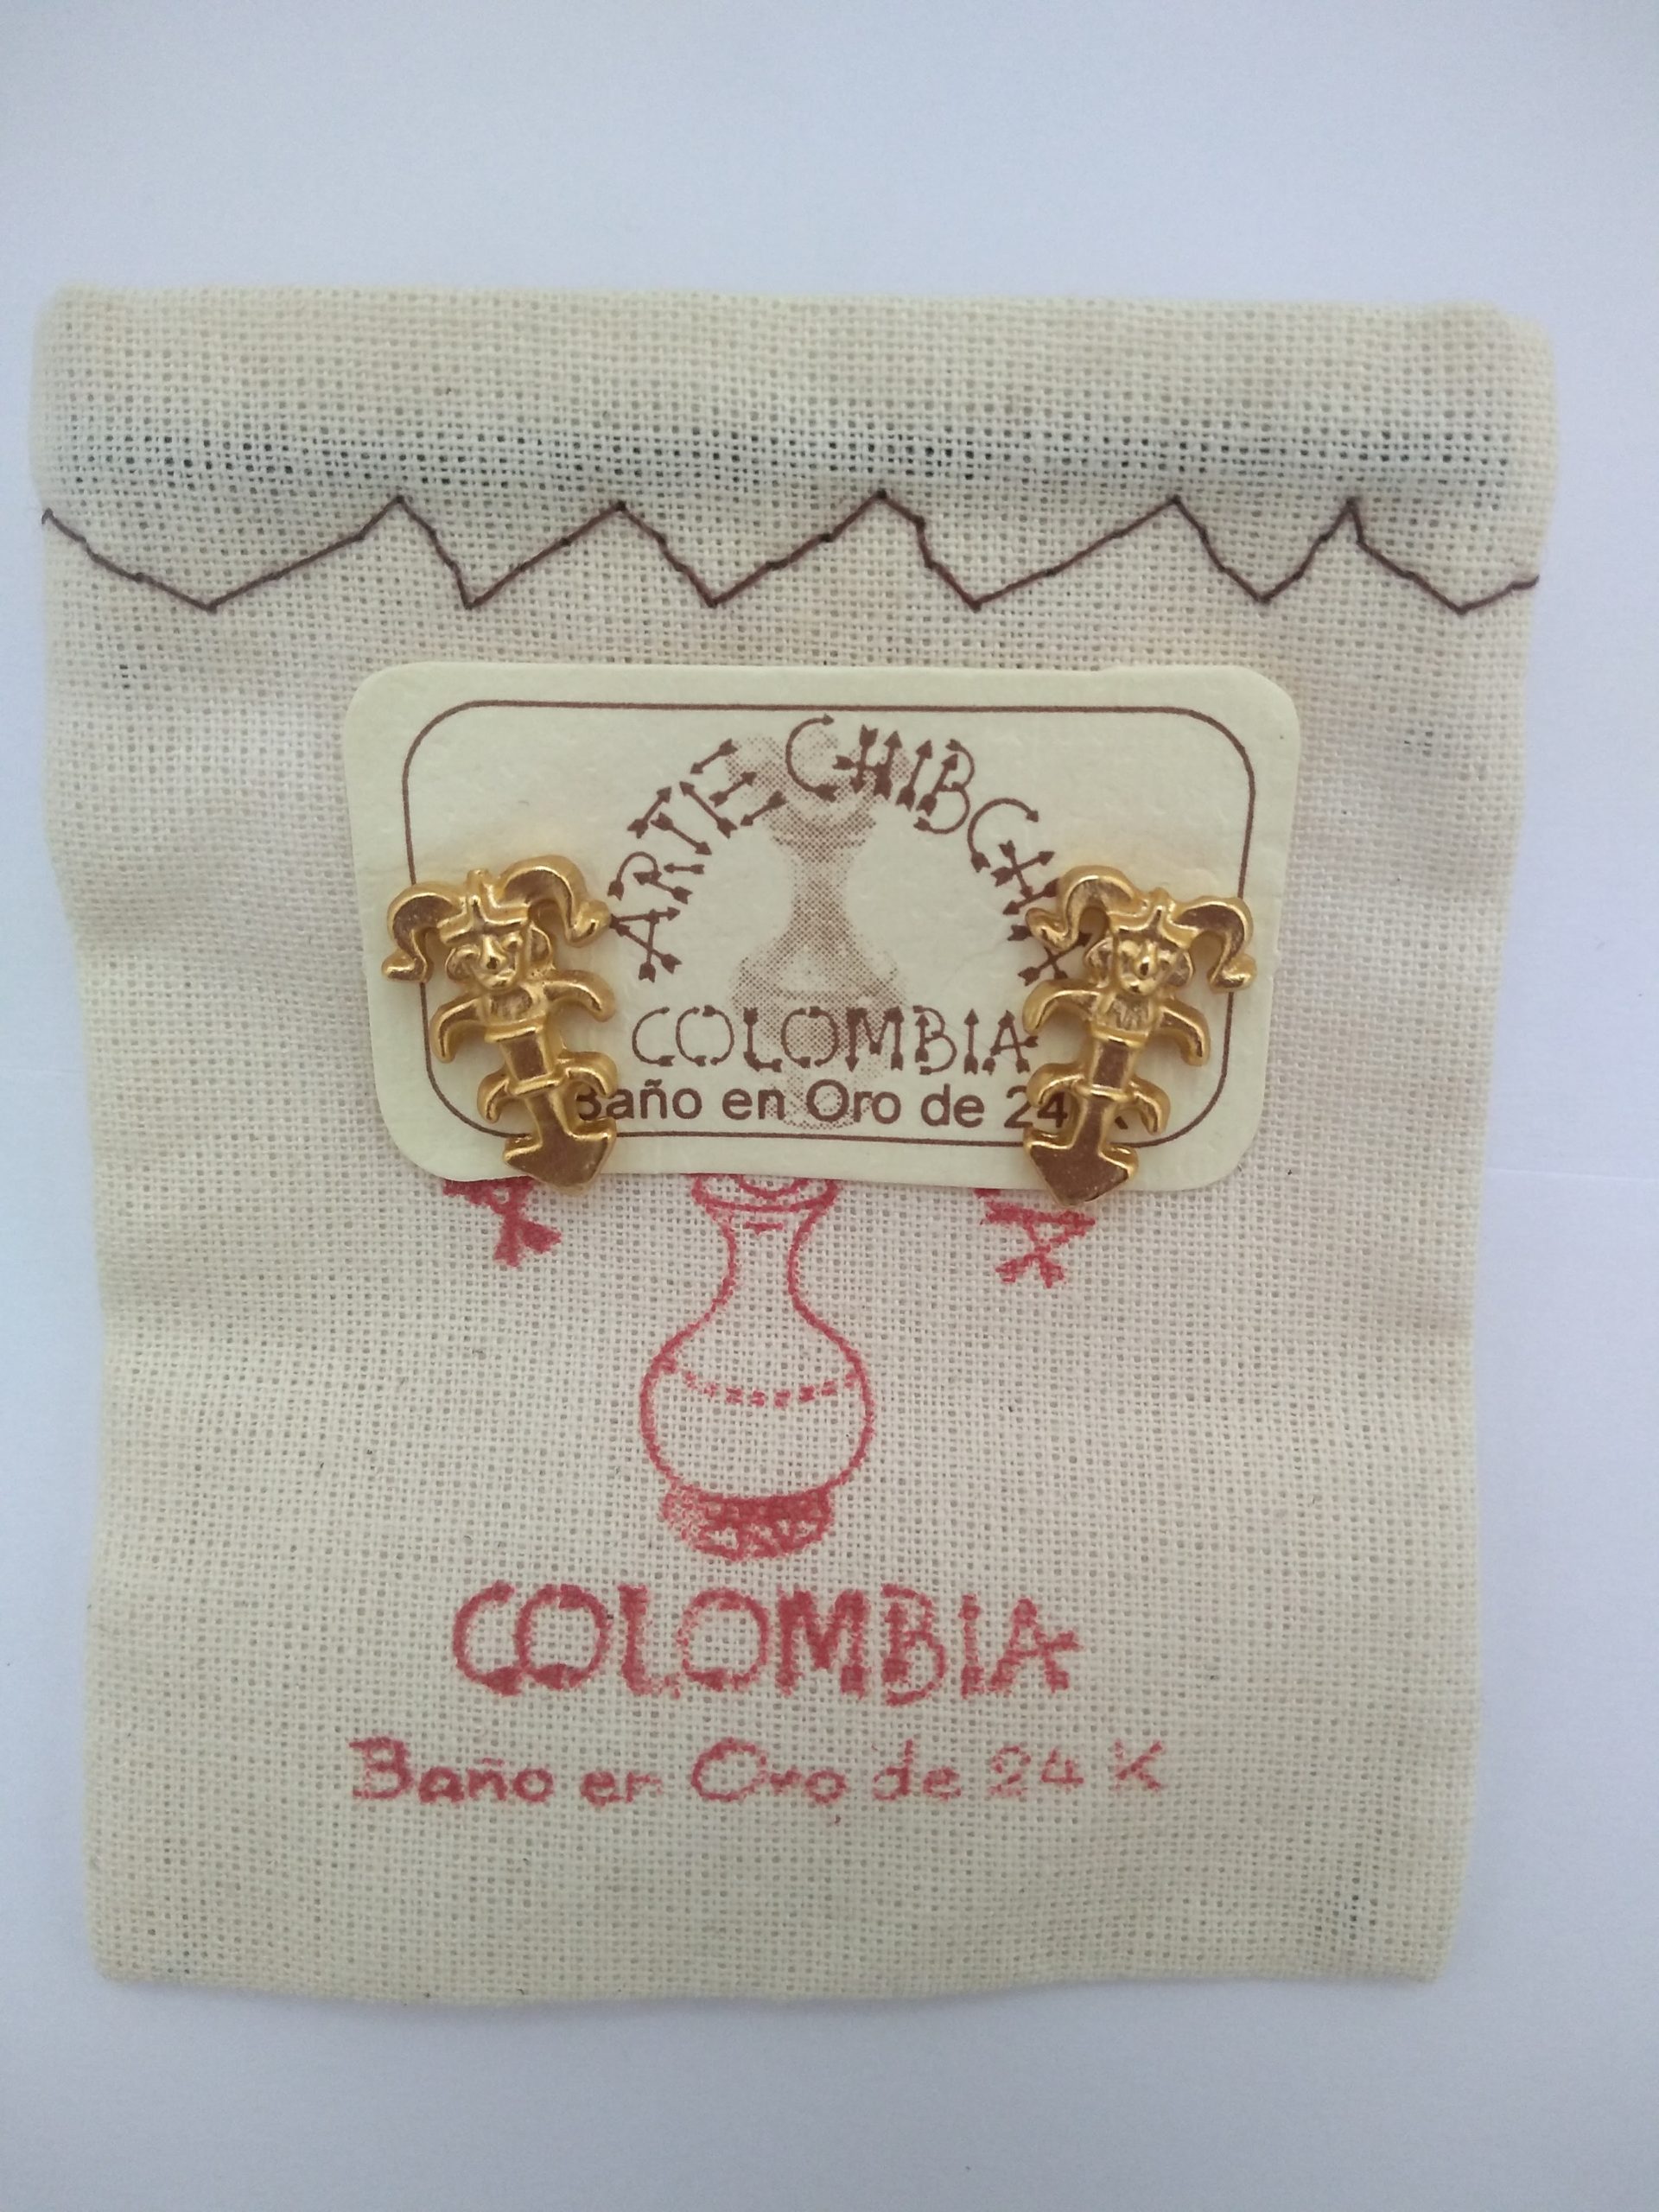 ARTE CHIBCHA
COLOMBIA
Baño en Oro de 24 K
A A
COLOMBIA
Baño en Oro de 24 K